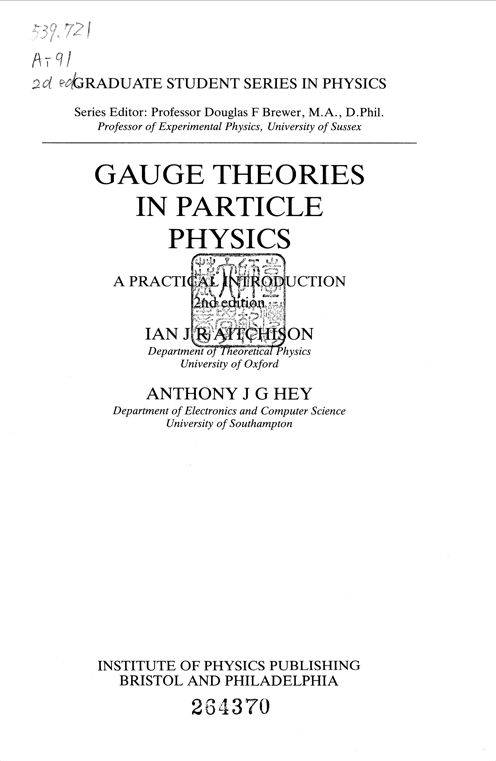 539.721
A-91
2d ed
GRADUATE STUDENT SERIES IN PHYSICS
Series Editor: Professor Douglas F Brewer, M.A., D.Phil.
Professor of Experimental Physics, University of Sussex
GAUGE THEORIES
IN PARTICLE
PHYSICS
A PRACTICAL INTRODUCTION
2nd edition
IAN J R AITCHISON
Department of Theoretical Physics
University of Oxford
ANTHONY J G HEY
Department of Electronics and Computer Science
University of Southampton
INSTITUTE OF PHYSICS PUBLISHING
BRISTOL AND PHILADELPHIA
264370